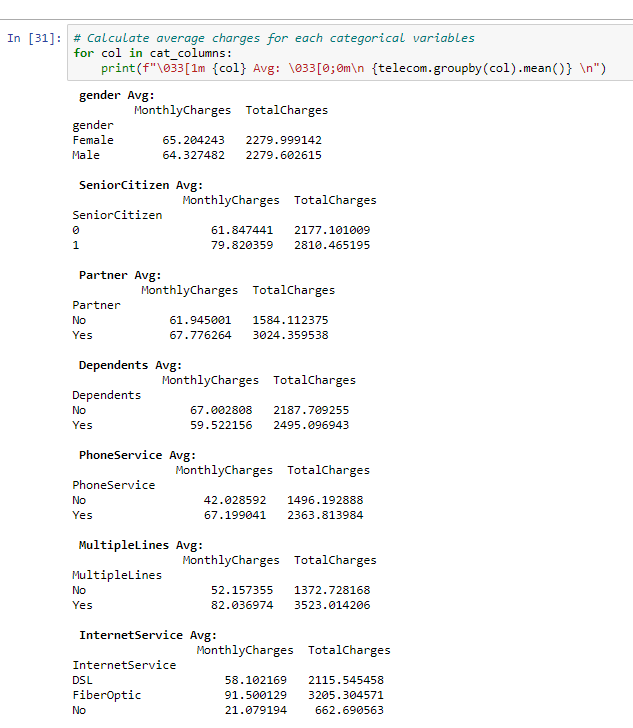 In [31]: # Calculate average charges for each categorical variables
for col in cat_columns:
    print(f"\033[1m {col} Avg: \033[0;0m\n {telecom.groupby(col).mean()} \n")
gender Avg:
MonthlyCharges TotalCharges
gender
Female 65.204243 2279.999142
Male 64.327482 2279.602615
SeniorCitizen Avg:
MonthlyCharges TotalCharges
SeniorCitizen
0 61.847441 2177.101009
1 79.820359 2810.465195
Partner Avg:
MonthlyCharges TotalCharges
Partner
No 61.945001 1584.112375
Yes 67.776264 3024.359538
Dependents Avg:
MonthlyCharges TotalCharges
Dependents
No 67.002808 2187.709255
Yes 59.522156 2495.096943
PhoneService Avg:
MonthlyCharges TotalCharges
PhoneService
No 42.028592 1496.192888
Yes 67.199041 2363.813984
MultipleLines Avg:
MonthlyCharges TotalCharges
MultipleLines
No 52.157355 1372.728168
Yes 82.036974 3523.014206
InternetService Avg:
MonthlyCharges TotalCharges
InternetService
DSL 58.102169 2115.545458
FiberOptic 91.500129 3205.304571
No 21.079194 662.690563